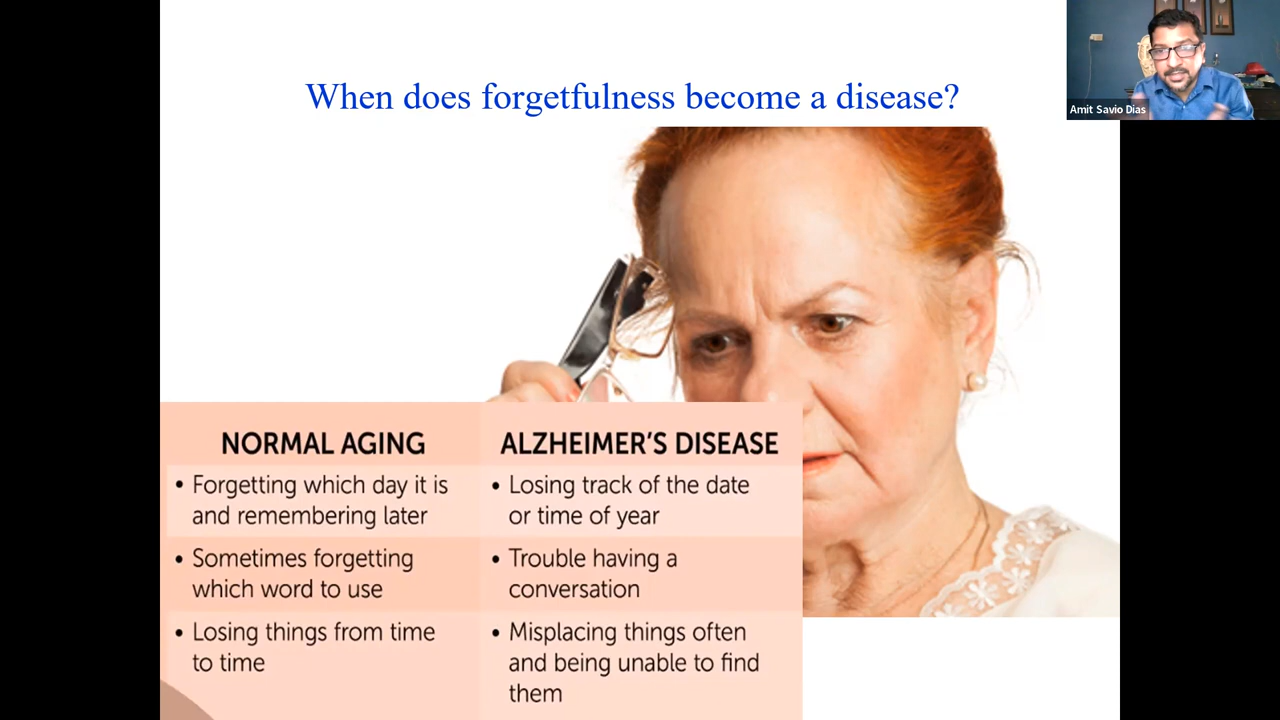 When does forgetfulness become a disease?
Amit Savio Dias
NORMAL AGING
• Forgetting which day it is
and remembering later
• Sometimes forgetting
which word to use
• Losing things from time
to time
ALZHEIMER’S DISEASE
• Losing track of the date
or time of year
• Trouble having a
conversation
• Misplacing things often
and being unable to find
them